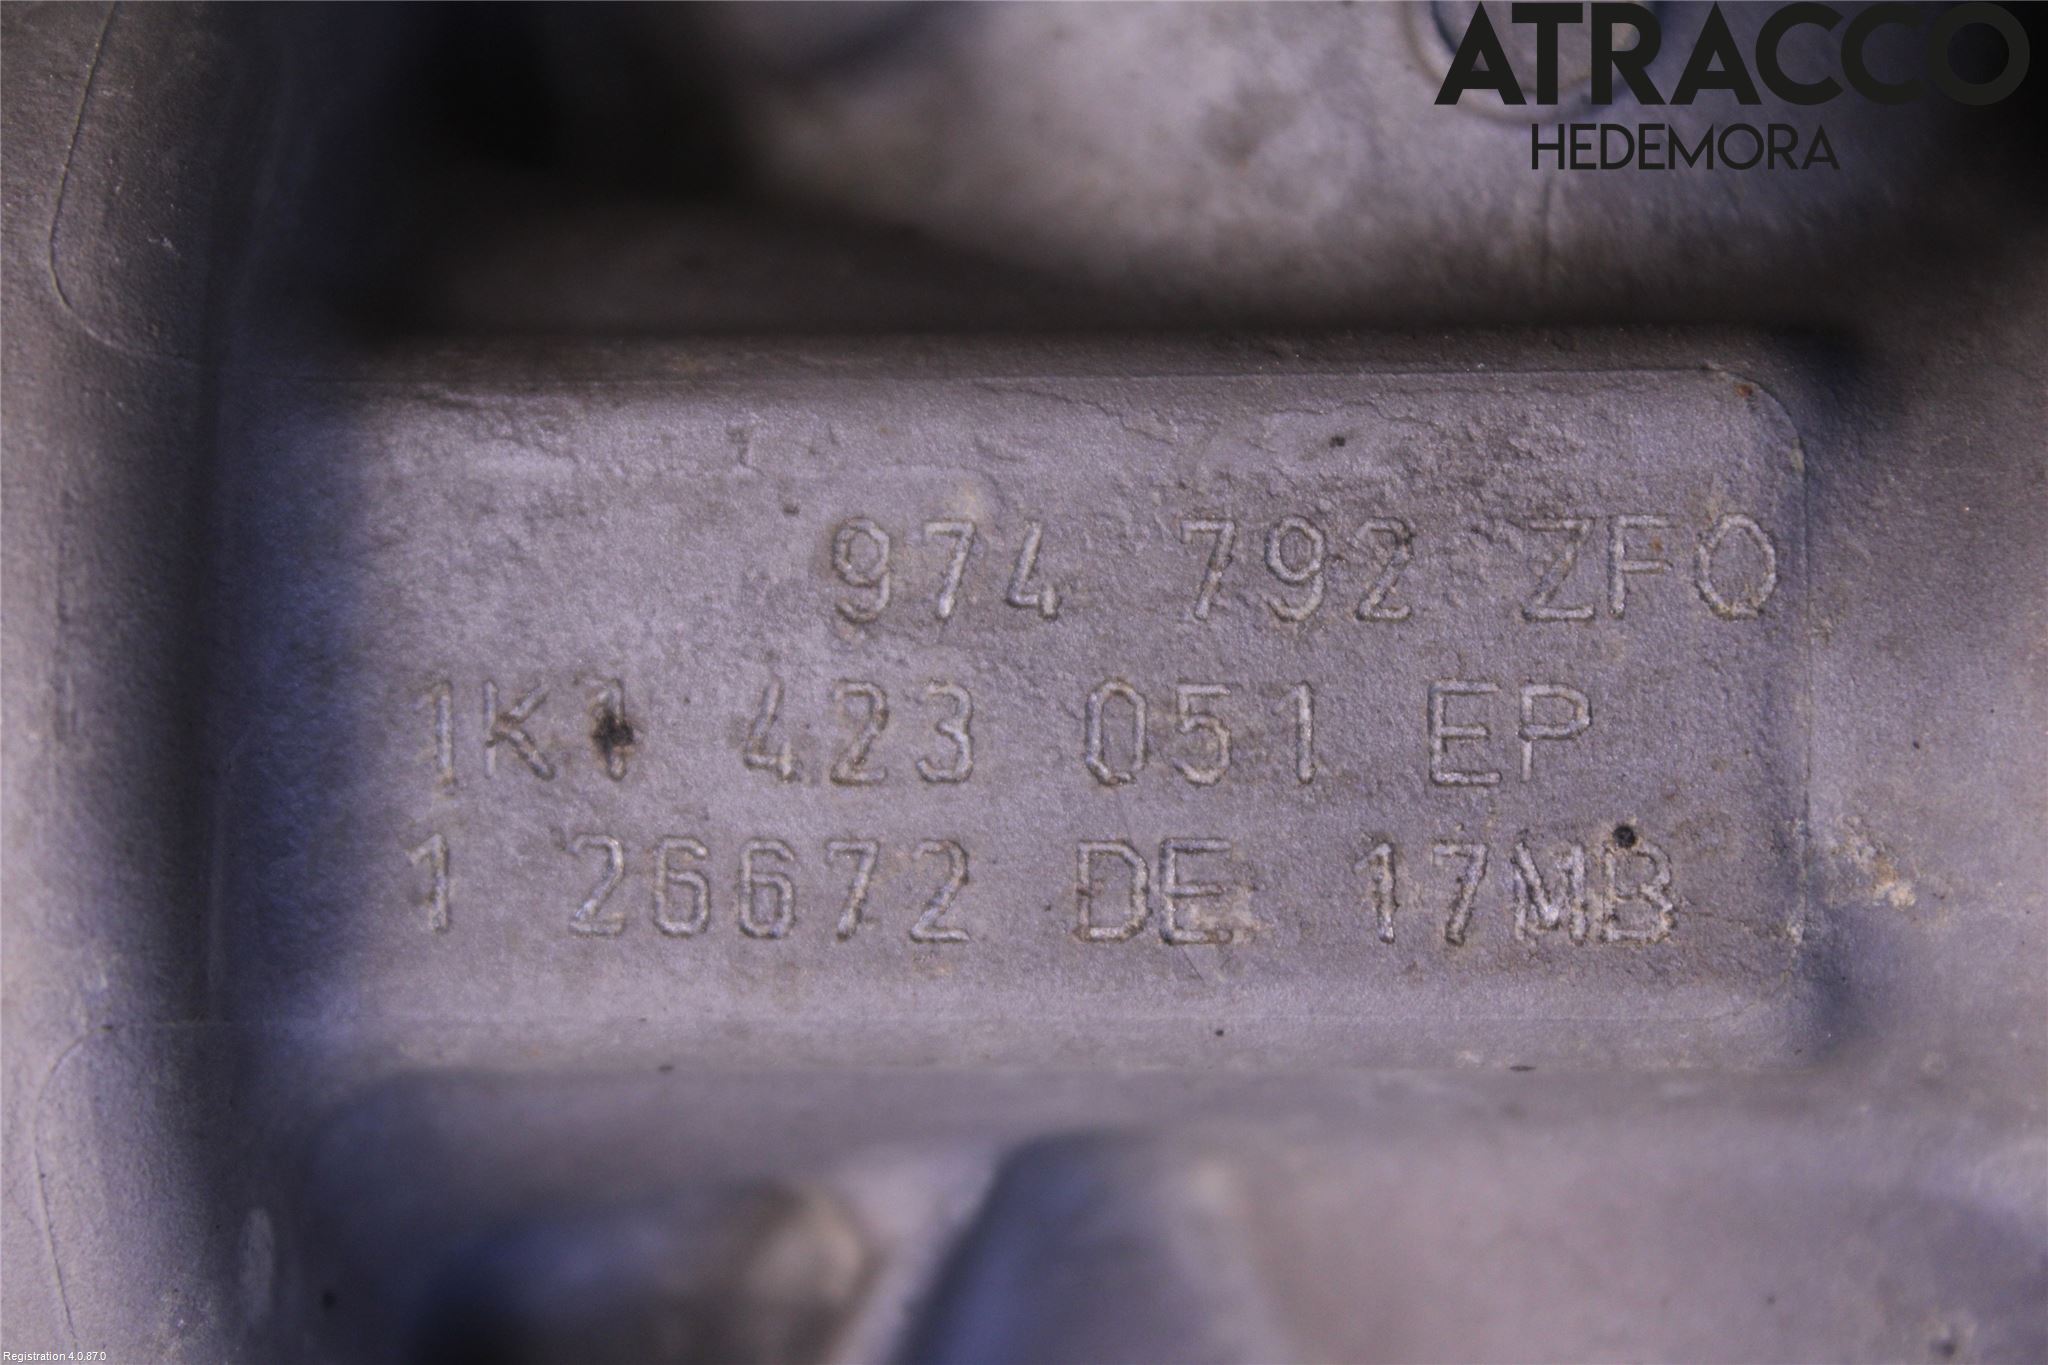 ATRACCO
HEDEMORA
974 792 ZFO
1K1 423 051 EP
1 26672 DE 17MB
Registration 4.0.87.0